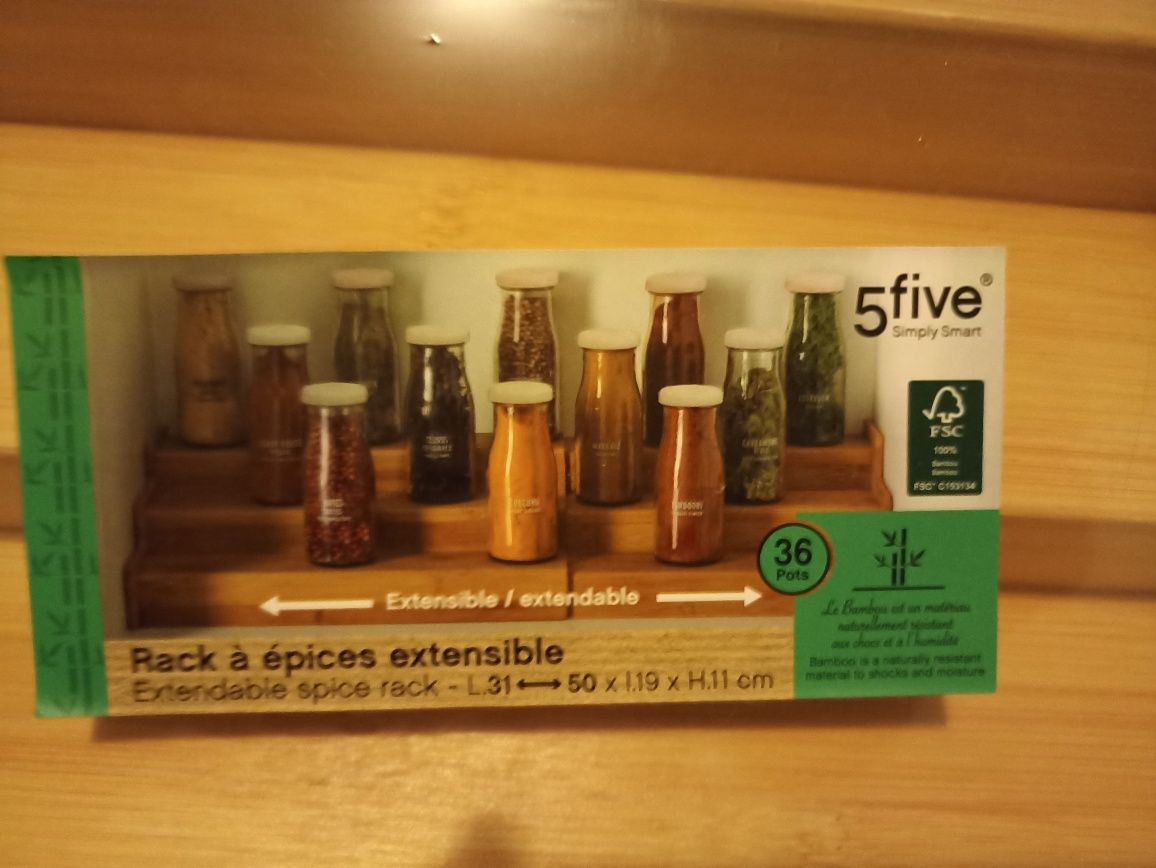 5five®
Simply Smart
FSC
100%
Bambou
Bamboo
FSC® C153134
36
Pots
Extensible / extendable
Le Bambou est un matériau
naturellement résistant
aux chocs et à l'humidité
Bamboo is a naturally resistant
material to shocks and moisture
Rack à épices extensible
Extendable spice rack - L.31 ⟷ 50 x l.19 x H.11 cm